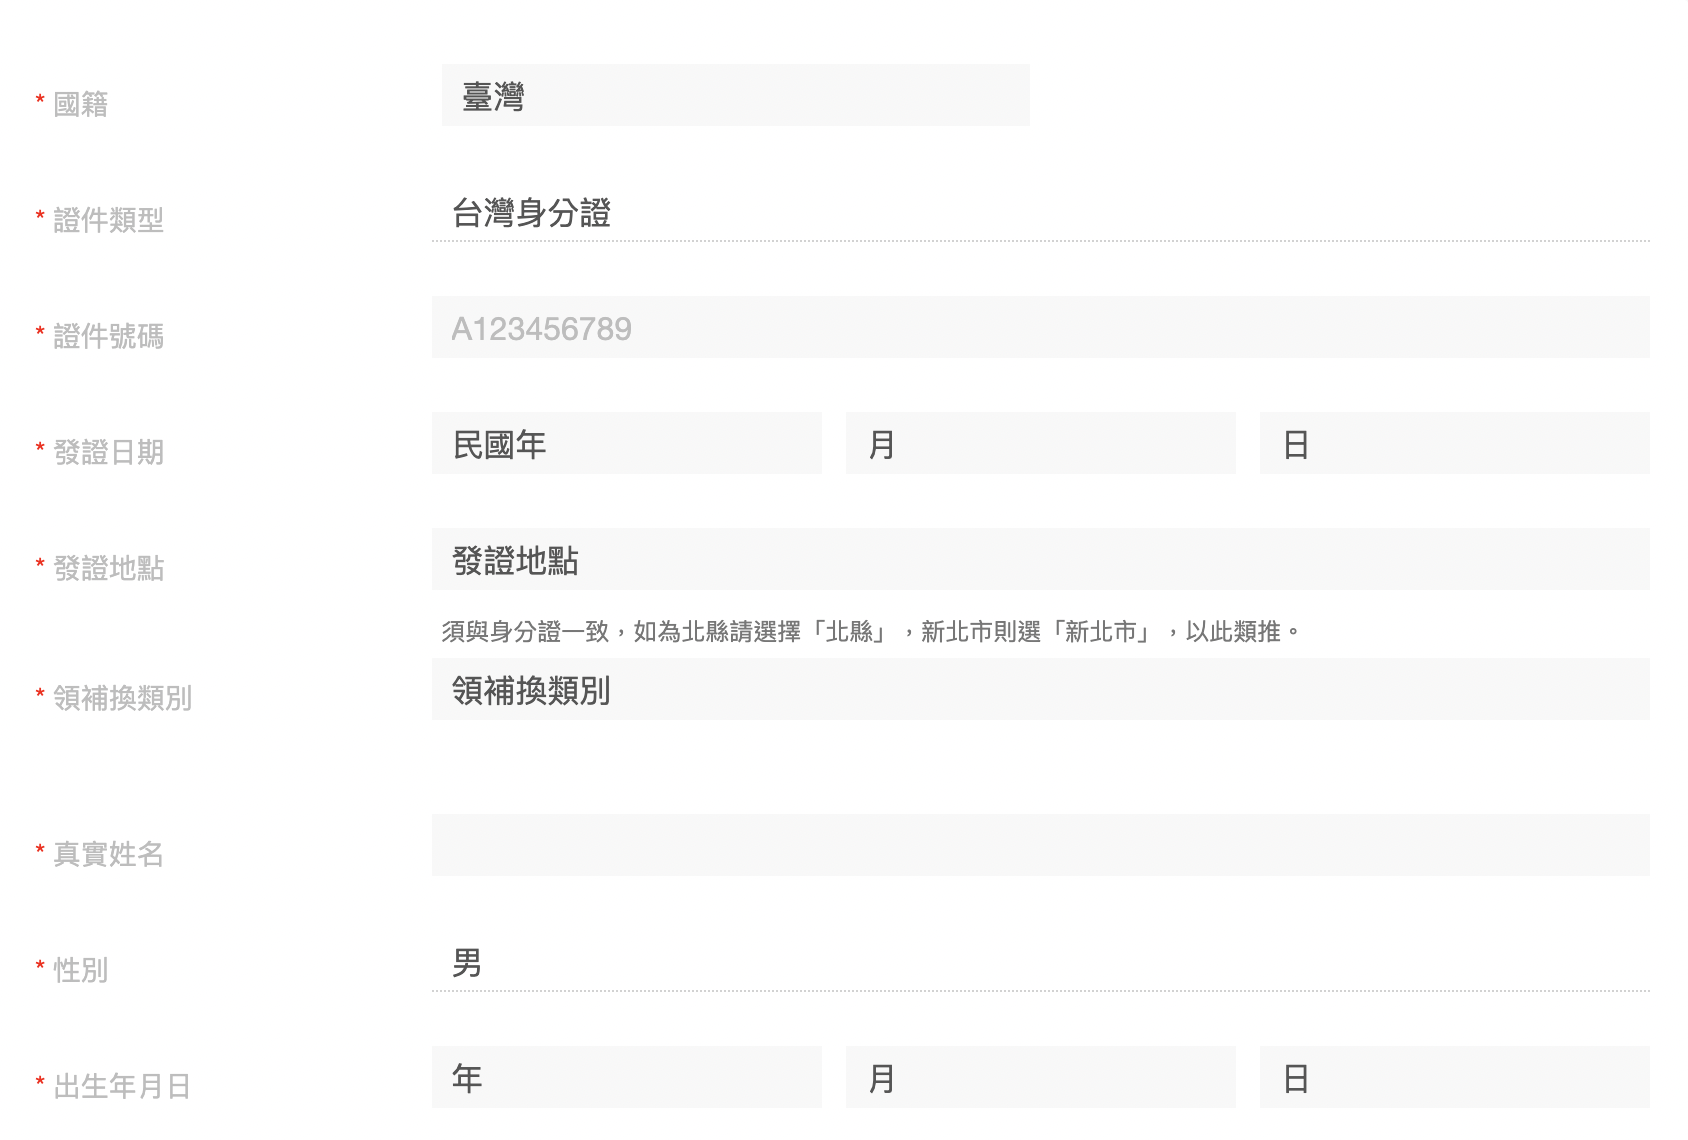 * 國籍 臺灣
* 證件類型 台灣身分證
* 證件號碼 A123456789
* 發證日期 民國年 月 日
* 發證地點 發證地點
須與身分證一致，如為北縣請選擇「北縣」，新北市則選「新北市」，以此類推。
* 領補換類別 領補換類別
* 真實姓名
* 性別 男
* 出生年月日 年 月 日